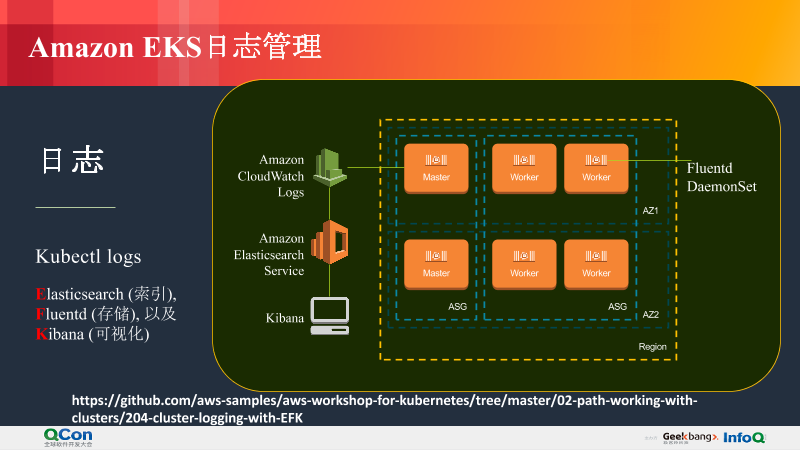 Amazon EKS日志管理
日志
Kubectl logs
Elasticsearch (索引),
Fluentd (存储), 以及
Kibana (可视化)
Amazon
CloudWatch
Logs
Amazon
Elasticsearch
Service
Kibana
Master
Worker
Worker
AZ1
Master
Worker
Worker
ASG
ASG
AZ2
Region
Fluentd
DaemonSet
https://github.com/aws-samples/aws-workshop-for-kubernetes/tree/master/02-path-working-with-
clusters/204-cluster-logging-with-EFK
QCon
全球软件开发大会
Geekbang>.
InfoQ